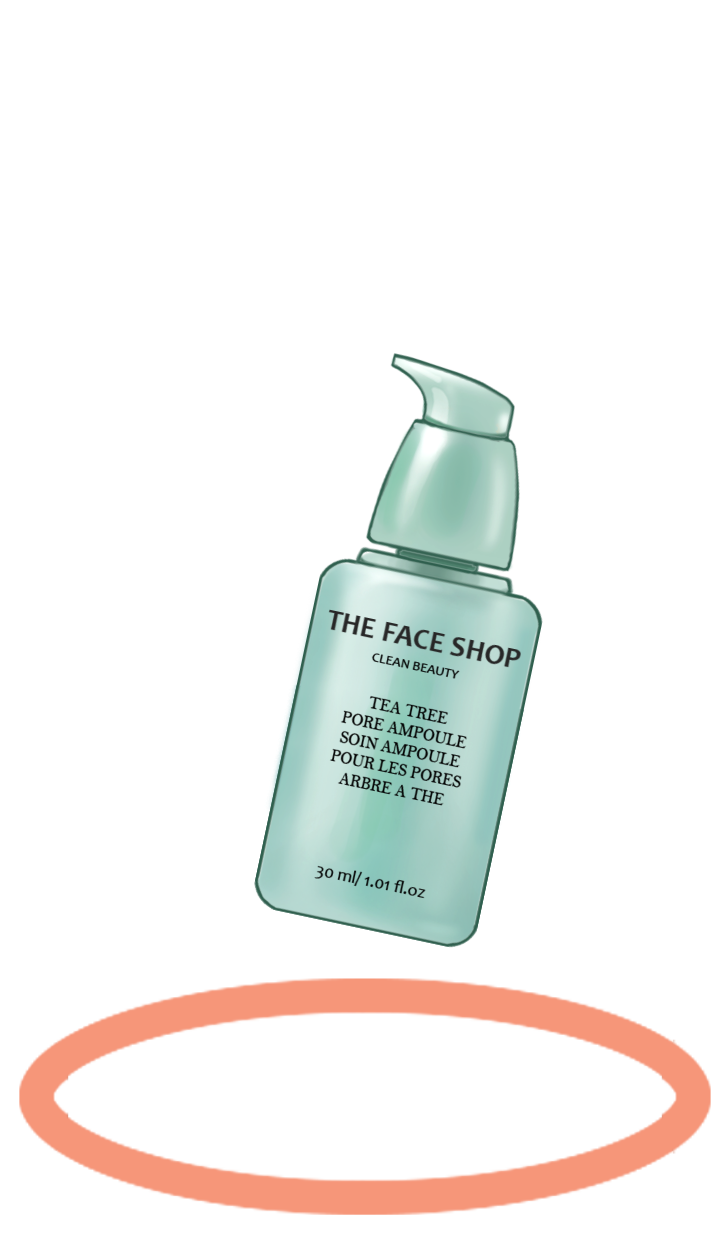 THE FACE SHOP
CLEAN BEAUTY
TEA TREE
PORE AMPOULE
SOIN AMPOULE
POUR LES PORES
ARBRE A THE
30 ml/ 1.01 fl.oz